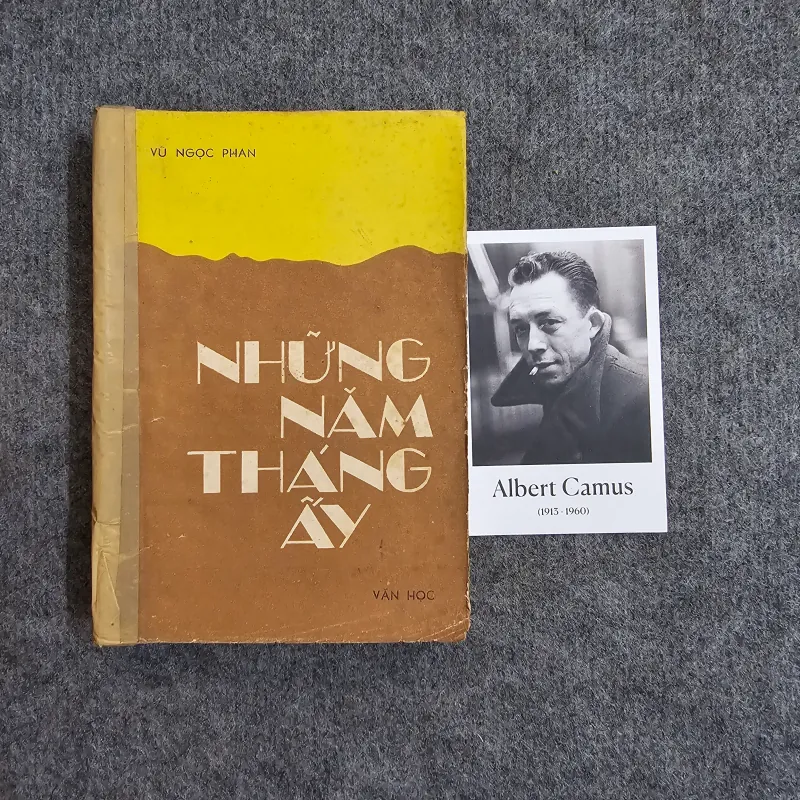 VŨ NGỌC PHAN
NHỮNG
NĂM
THÁNG
ẤY
VĂN HỌC
Albert Camus
(1913 - 1960)